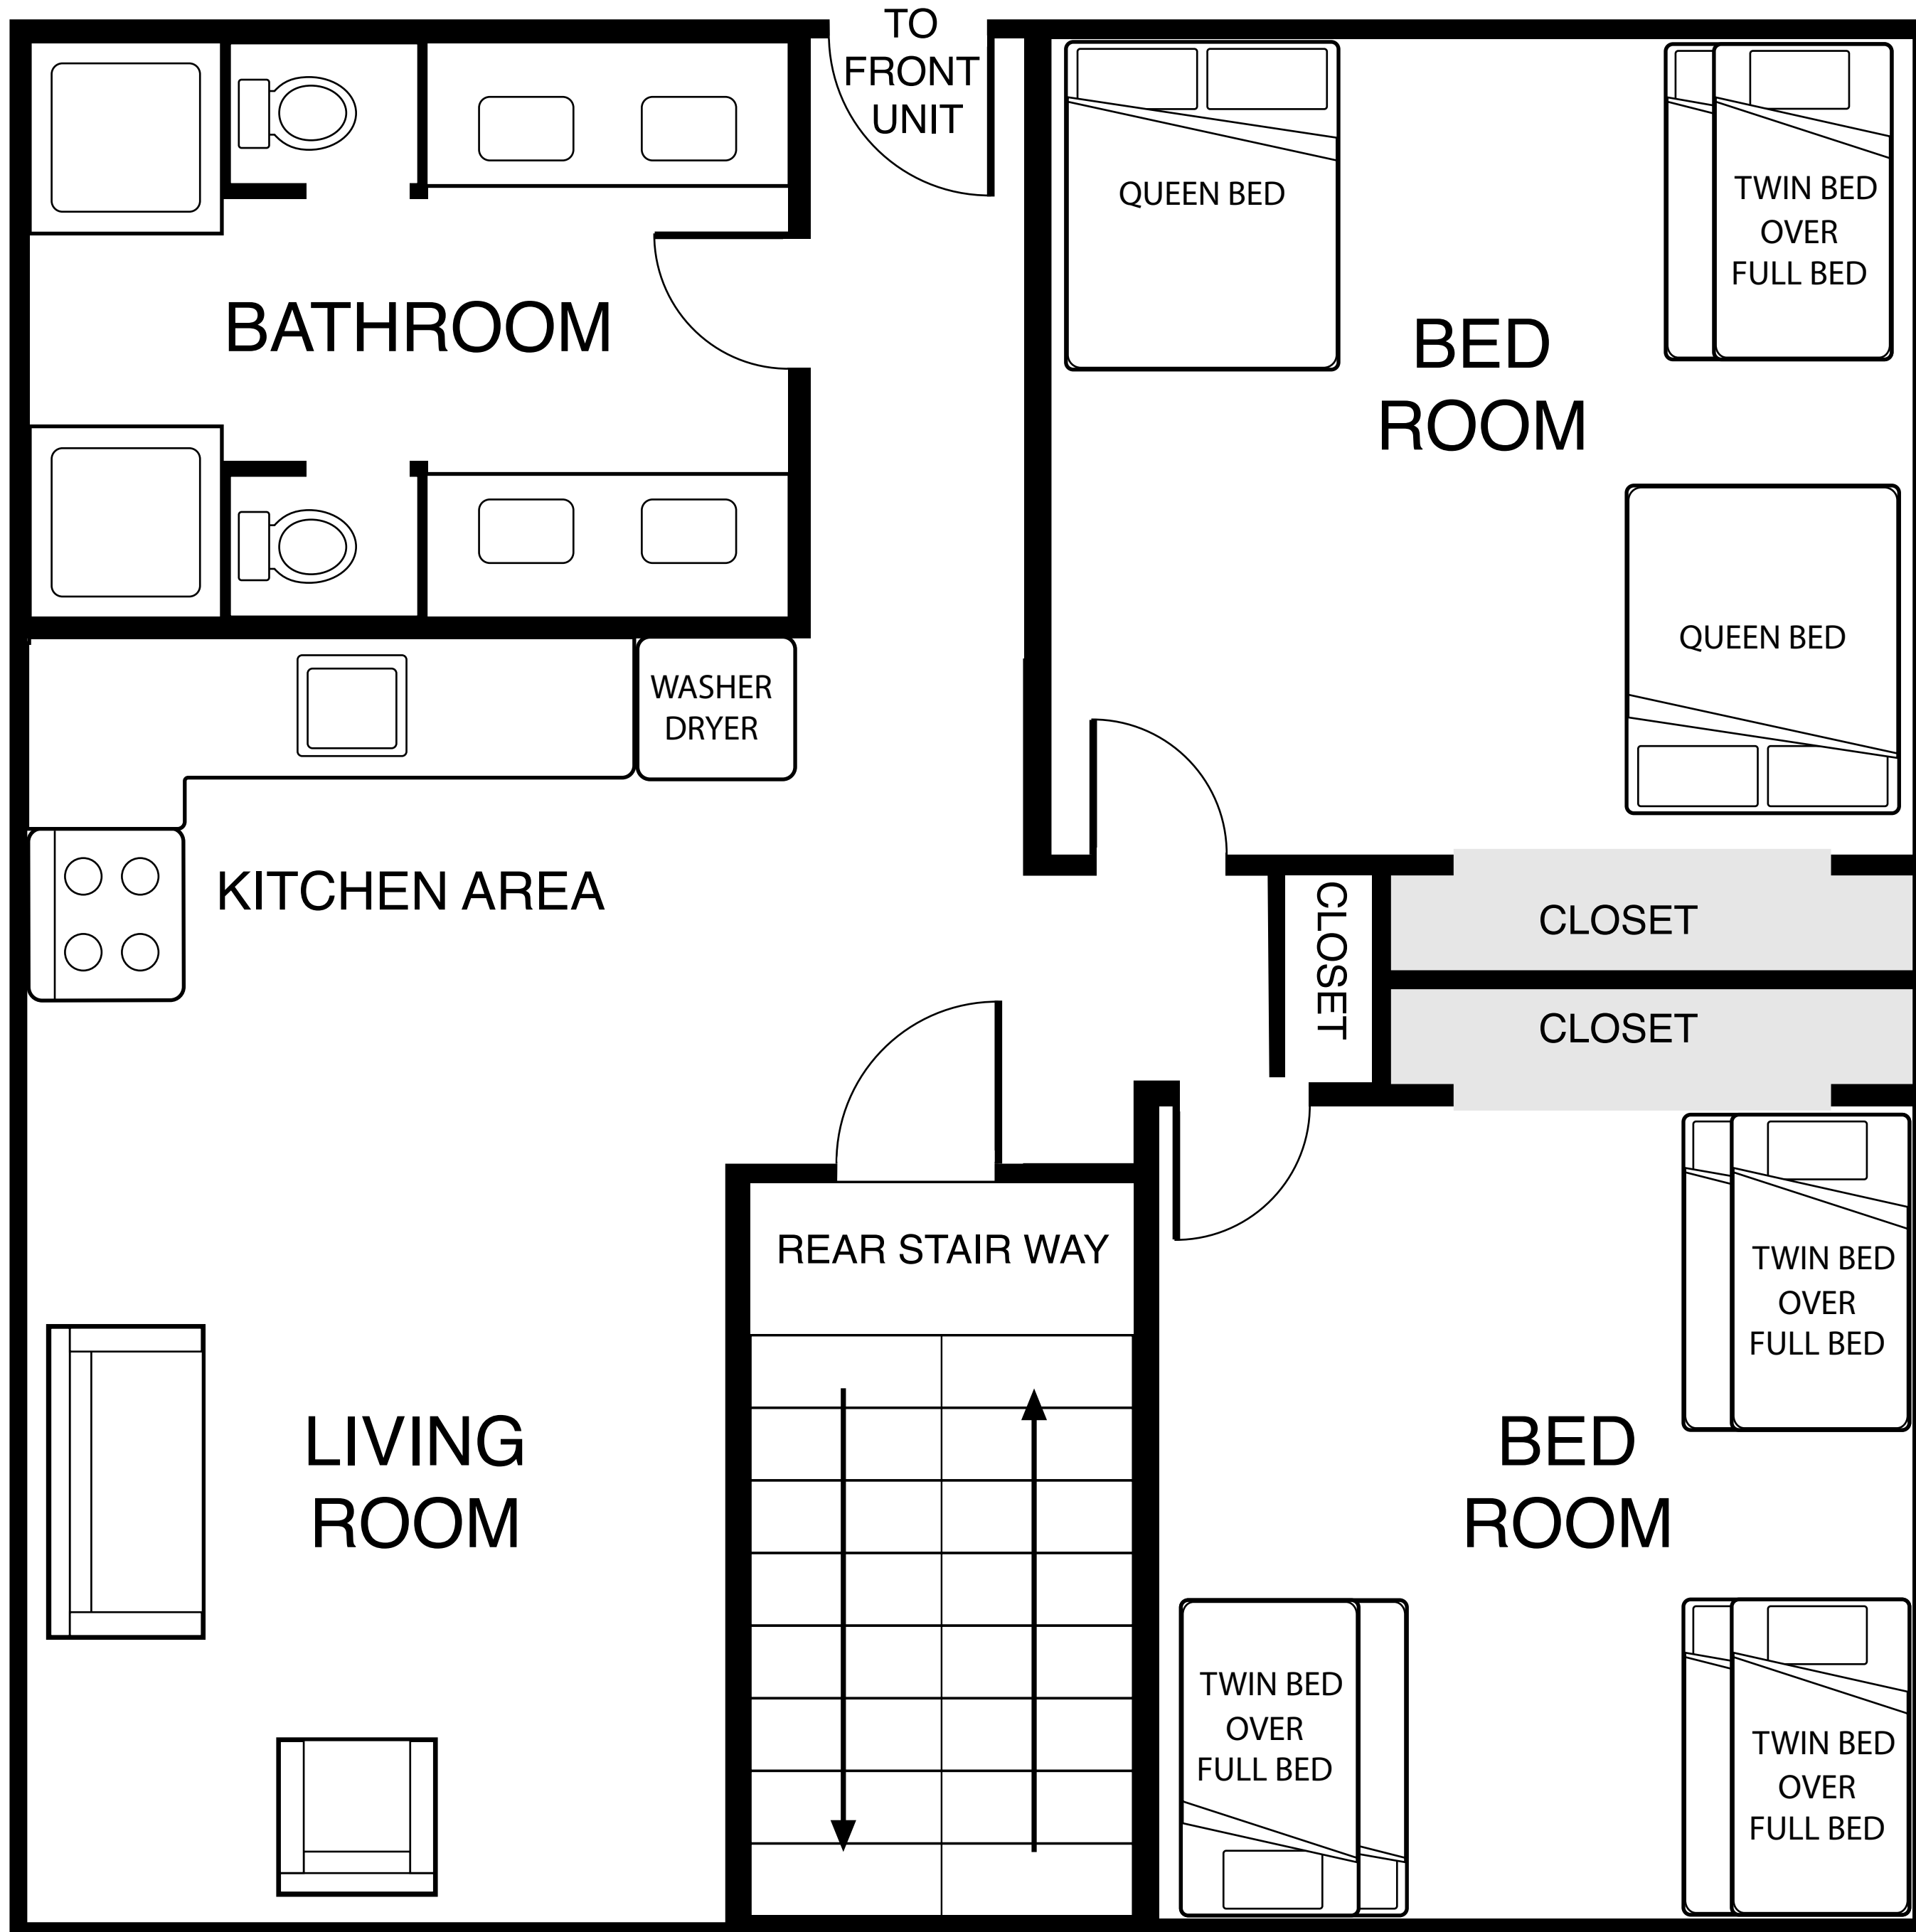 TO
FRONT
UNIT
QUEEN BED
TWIN BED
OVER
FULL BED
BATHROOM
BED
ROOM
QUEEN BED
WASHER
DRYER
KITCHEN AREA
CLOSET
CLOSET
CLOSET
REAR STAIR WAY
TWIN BED
OVER
FULL BED
LIVING
ROOM
BED
ROOM
TWIN BED
OVER
FULL BED
TWIN BED
OVER
FULL BED